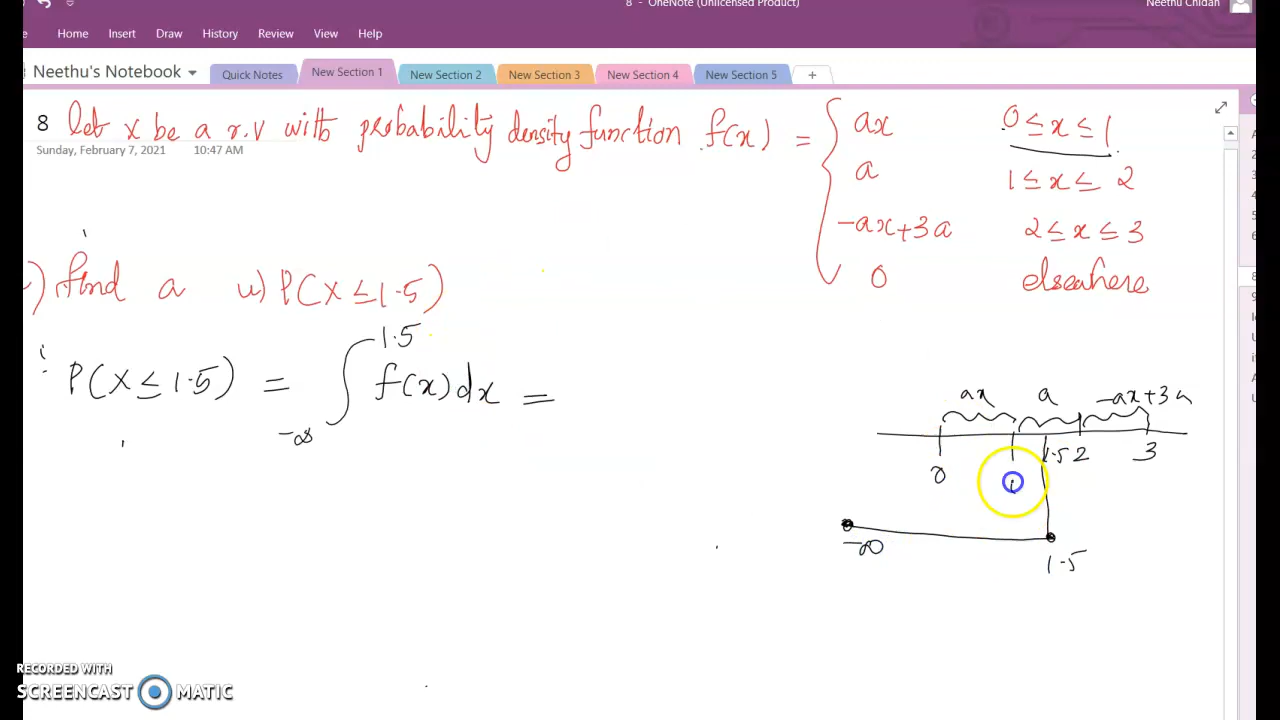 8 - OneNote (Unlicensed Product) Neethu Chidan
Home Insert Draw History Review View Help
Neethu's Notebook Quick Notes New Section 1 New Section 2 New Section 3 New Section 4 New Section 5 +
8 let x be a r.v with probability density function f(x) = { ax 0 ≤ x ≤ 1
Sunday, February 7, 2021 10:47 AM
a 1 ≤ x ≤ 2
-ax+3a 2 ≤ x ≤ 3
0 elsewhere
) find a ii) P(X ≤ 1.5)
P(X ≤ 1.5) = ∫ 1.5 -∞ f(x) dx =
ax a -ax+3a
0 1 1.5 2 3
-∞ 1.5
RECORDED WITH
SCREENCAST MATIC